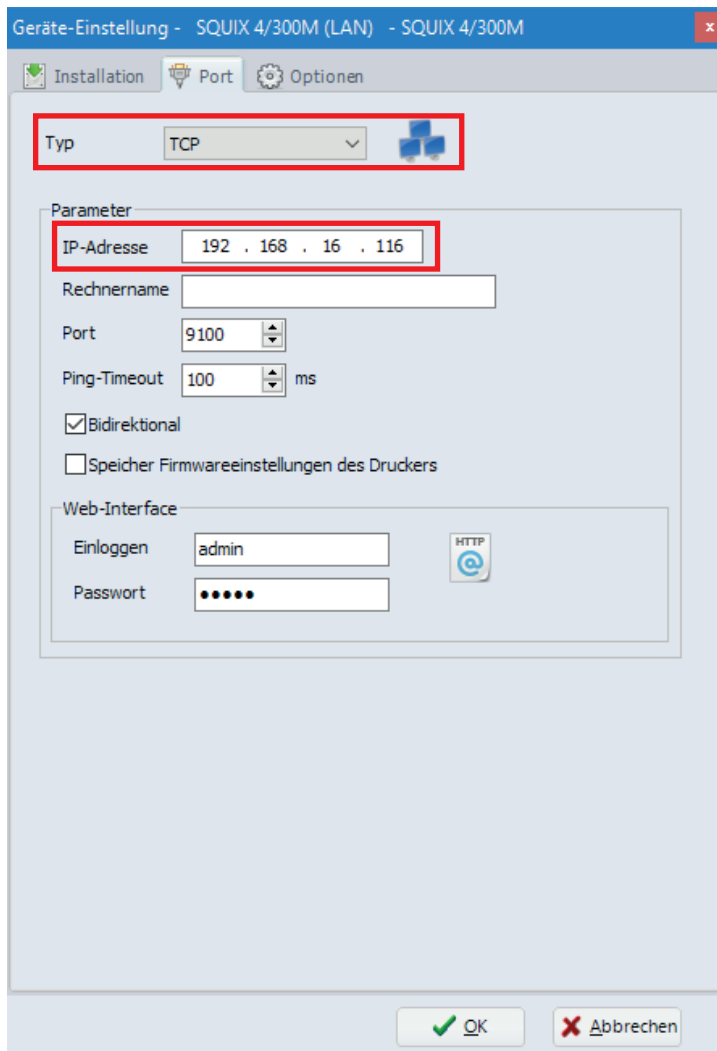 Geräte-Einstellung - SQUIX 4/300M (LAN) - SQUIX 4/300M x
Installation Port Optionen
Typ TCP
Parameter
IP-Adresse 192 . 168 . 16 . 116
Rechnername
Port 9100
Ping-Timeout 100 ms
Bidirektional
Speicher Firmwareeinstellungen des Druckers
Web-Interface
Einloggen admin HTTP @
Passwort •••••
OK Abbrechen